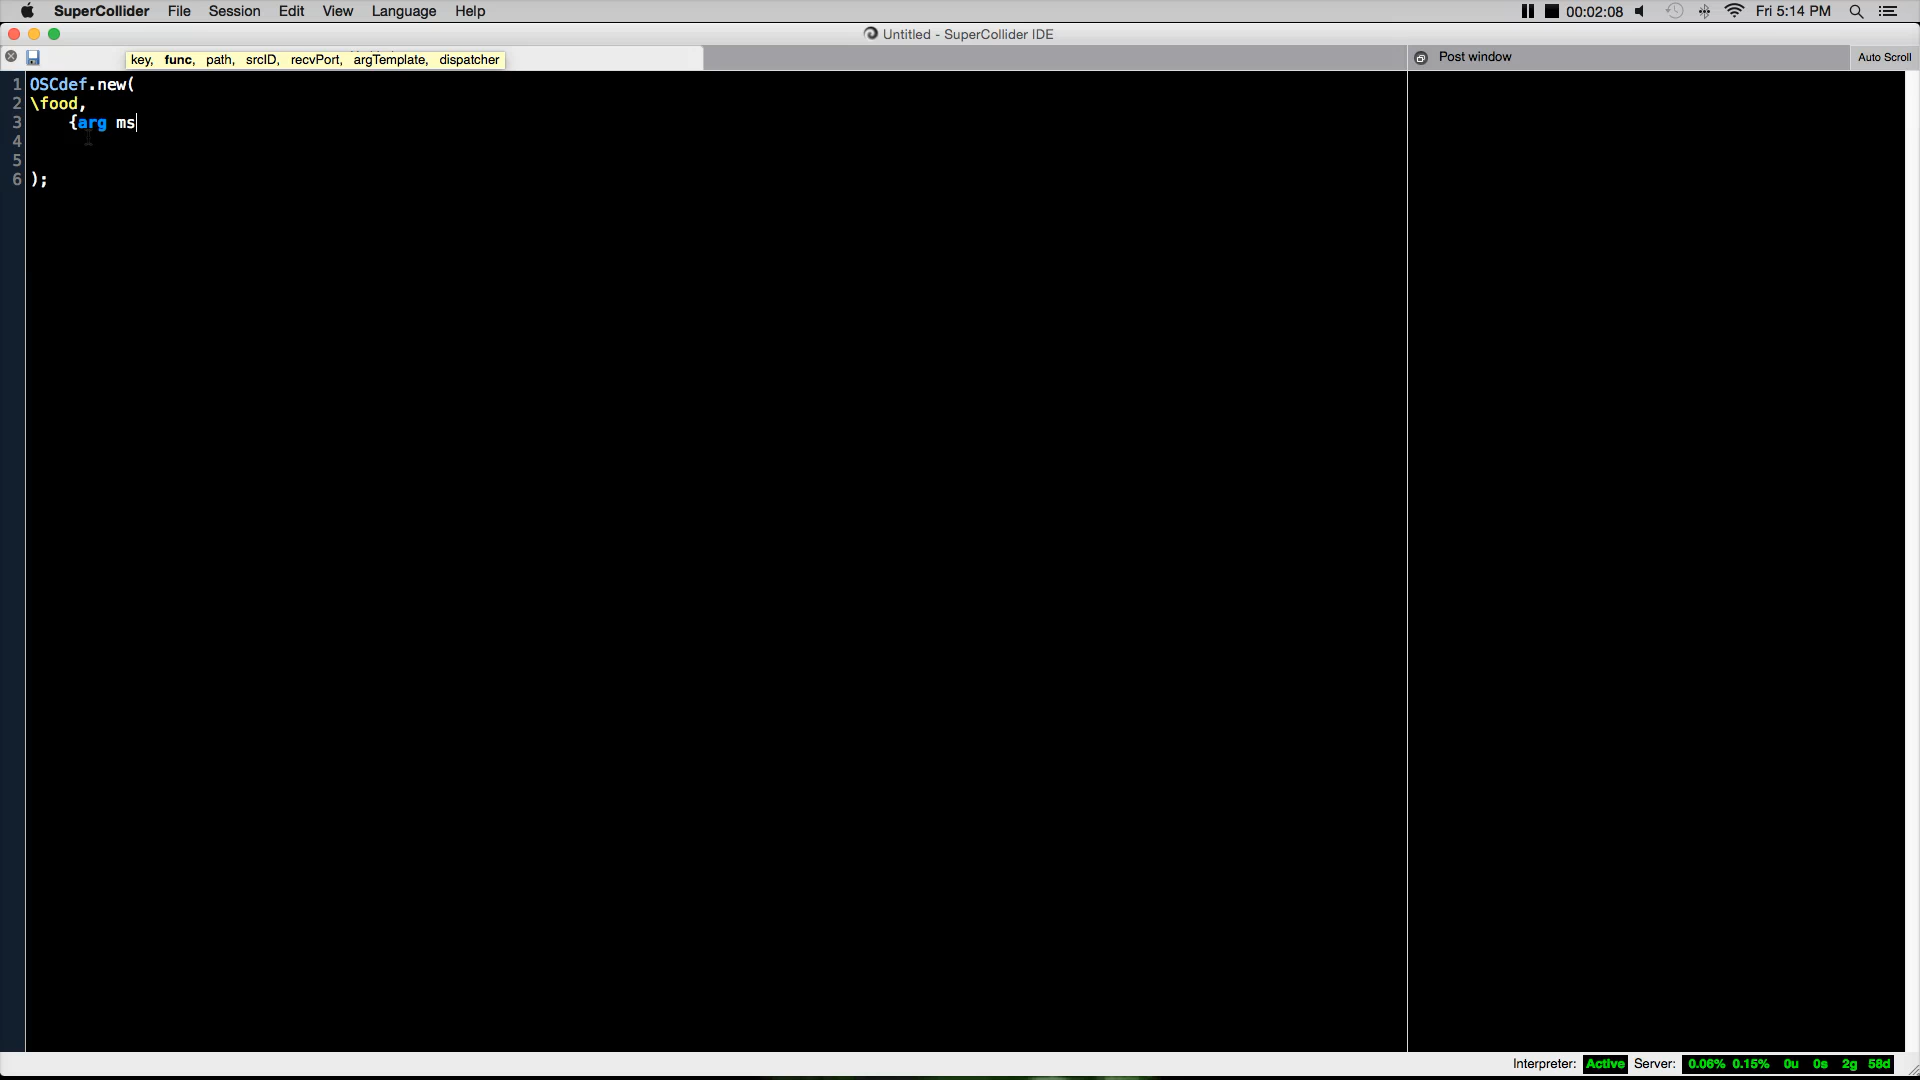 SuperCollider File Session Edit View Language Help 00:02:08 Fri 5:14 PM
Untitled - SuperCollider IDE
key, func, path, srcID, recvPort, argTemplate, dispatcher
Post window
Auto Scroll
1 OSCdef.new(
2 \food,
3 {arg ms
4
5
6 );
Interpreter: Active Server: 0.06% 0.15% 0u 0s 2g 58d